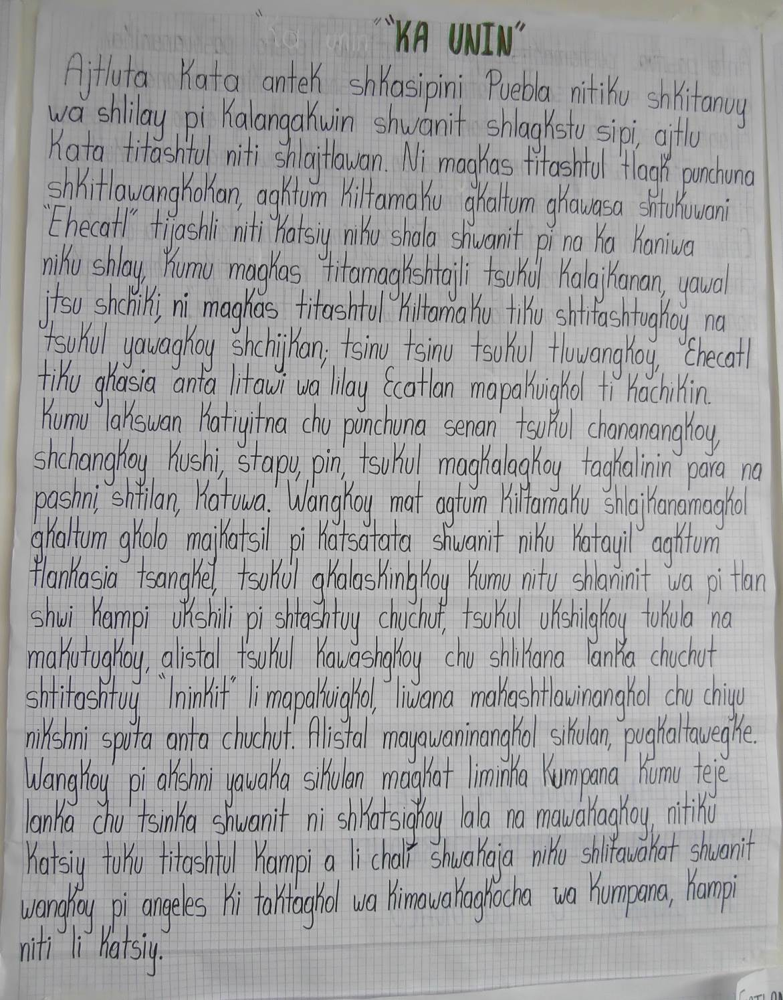 "KA UNIN"
Ajtluta Kata antek shkasipini Puebla nitiku shkitanuy
wa shlilay pi Kalangakwin shwanit shlagkstu sipi, ajtlu
Kata titashtul niti shlajtlawan. Ni magkas titashtul tlagk punchuna
shkitlawangkokan, agktum kiltamaku gkaltum gkawasa shtukuwani
"Ehecatl" tijashli niti katsiy niku shala shwanit pi na ka kaniwa
niku shlay, kumu magkas titamagkshtajli tsukul kalajkanan, yawal
jtsu shchiki, ni magkas titashtul kiltamaku tiku shtitashtugkoy na
tsukul yawagkoy shchijkan; tsinu tsinu tsukul tluwangkoy, Ehecatl
tiku gkasia anta litawi wa lilay Ecatlan mapakuigkol ti kachikin.
Kumu lakswan katiyitna chu punchuna senan tsukul chananangkoy,
shchangkoy kushi, stapu, pin, tsukul magkalagkoy tagkalinin para na
pashni, shtilan, katuwa. Wangkoy mat agtum kiltamaku shlajkanamagkol
gkaltum gkolo majkatsil pi katsatata shwanit niku katayil agktum
tlankasia tsangkel, tsukul gkalaskingkoy kumu nitu shlaninit wa pi tlan
shwi kampi ukshili pi shtashtuy chuchut, tsukul ukshilgkoy tukula na
makutugkoy, alistal tsukul kawashgkoy chu shlikana lanka chuchut
shtitashtuy "Ininkit" li mapakuigkol, liwana makashtlawinangkol chu chiyu
nikshni sputa anta chuchut. Alistal mayawaninangkol sikulan, pugkaltawegke.
Wangkoy pi akshni yawaka sikulan magkat liminka kumpana kumu teje
lanka chu tsinka shwanit ni shkatsigkoy lala na mawakagkoy, nitiku
katsiy tuku titashtul kampi a li chali shwakaja niku shlitawakat shwanit
wangkoy pi angeles ki taktagkol wa kimawakagkocha wa kumpana, kampi
niti li katsiy.